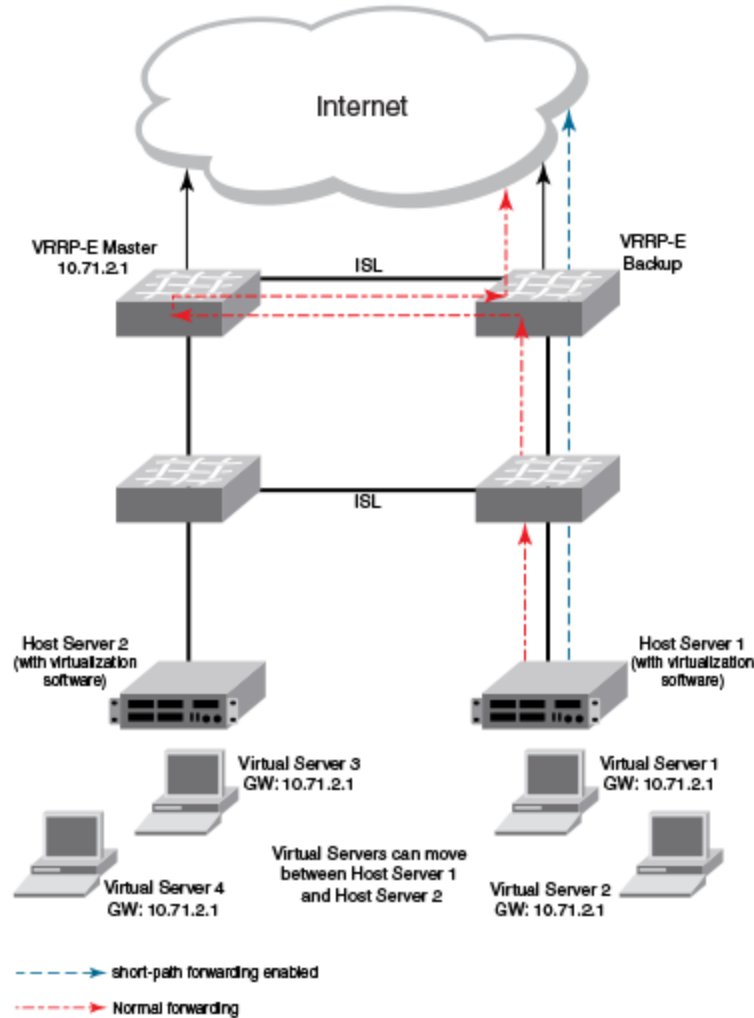 Internet
VRRP-E Master
10.71.2.1
ISL
VRRP-E
Backup
ISL
Host Server 2
(with virtualization
software)
Host Server 1
(with virtualization
software)
Virtual Server 3
GW: 10.71.2.1
Virtual Server 1
GW: 10.71.2.1
Virtual Servers can move
between Host Server 1
and Host Server 2
Virtual Server 4
GW: 10.71.2.1
Virtual Server 2
GW: 10.71.2.1
short-path forwarding enabled
Normal forwarding